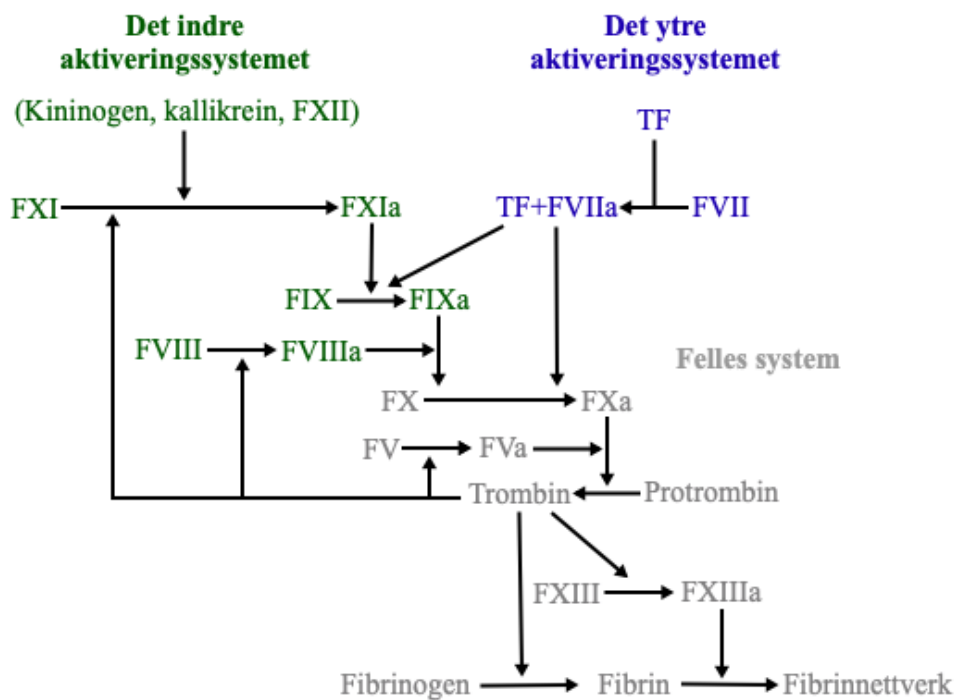 Det indre
aktiveringssystemet
Det ytre
aktiveringssystemet
(Kininogen, kallikrein, FXII)
TF
FXI
FXIa
TF+FVIIa
FVII
FIX
FIXa
FVIII
FVIIIa
Felles system
FX
FXa
FV
FVa
Trombin
Protrombin
FXIII
FXIIIa
Fibrinogen
Fibrin
Fibrinnettverk